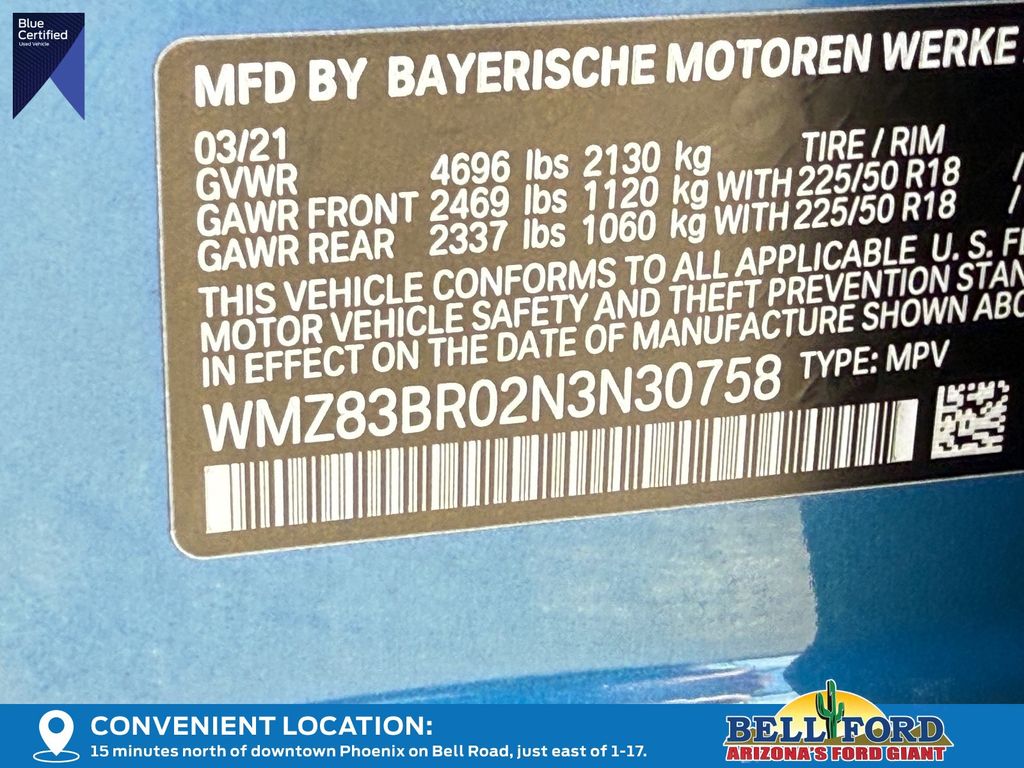 Blue
Certified
Used Vehicle
MFD BY BAYERISCHE MOTOREN WERKE
03/21
TIRE / RIM
GVWR 4696 lbs 2130 kg
GAWR FRONT 2469 lbs 1120 kg WITH 225/50 R18 /
GAWR REAR 2337 lbs 1060 kg WITH 225/50 R18 /
THIS VEHICLE CONFORMS TO ALL APPLICABLE U. S.
MOTOR VEHICLE SAFETY AND THEFT PREVENTION STAN
IN EFFECT ON THE DATE OF MANUFACTURE SHOWN ABO
WMZ83BR02N3N30758 TYPE: MPV
CONVENIENT LOCATION:
15 minutes north of downtown Phoenix on Bell Road, just east of 1-17.
BELL FORD
ARIZONA'S FORD GIANT